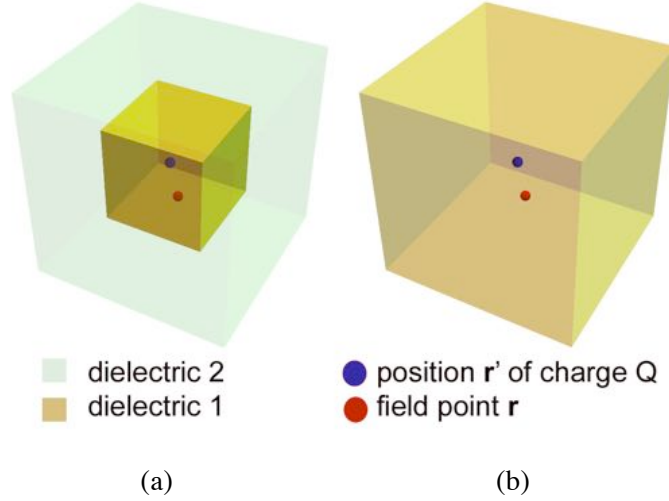 dielectric 2
dielectric 1
position r' of charge Q
field point r
(a)
(b)